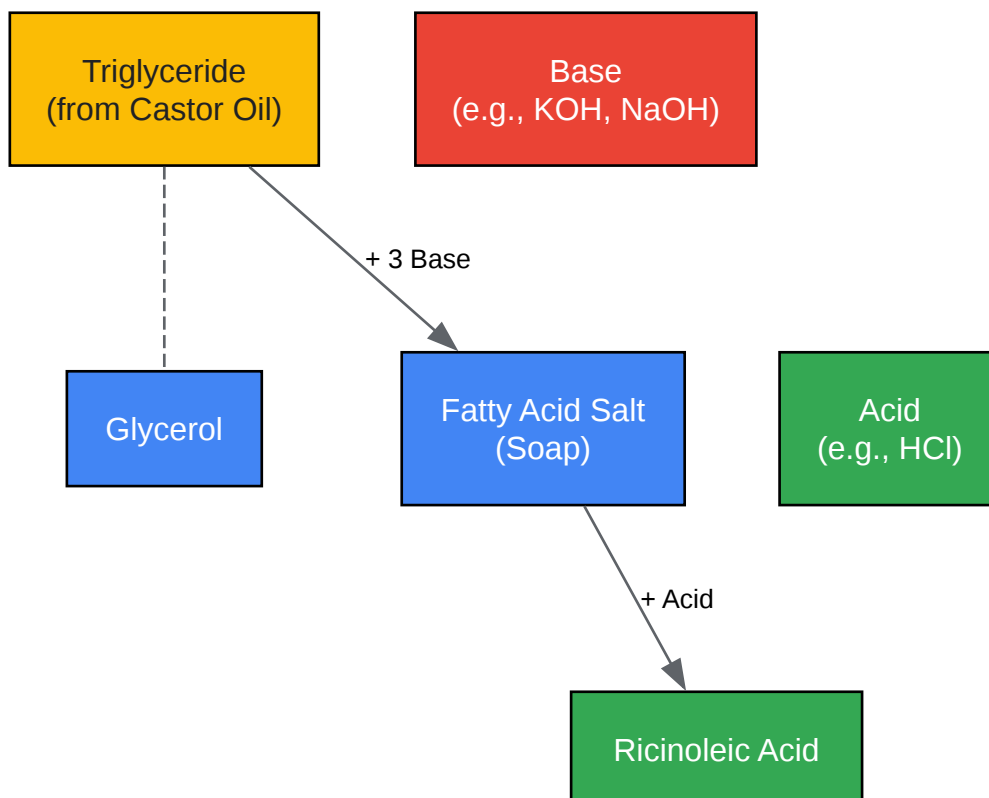 Triglyceride
(from Castor Oil)
Base
(e.g., KOH, NaOH)
+ 3 Base
Glycerol
Fatty Acid Salt
(Soap)
Acid
(e.g., HCl)
+ Acid
Ricinoleic Acid